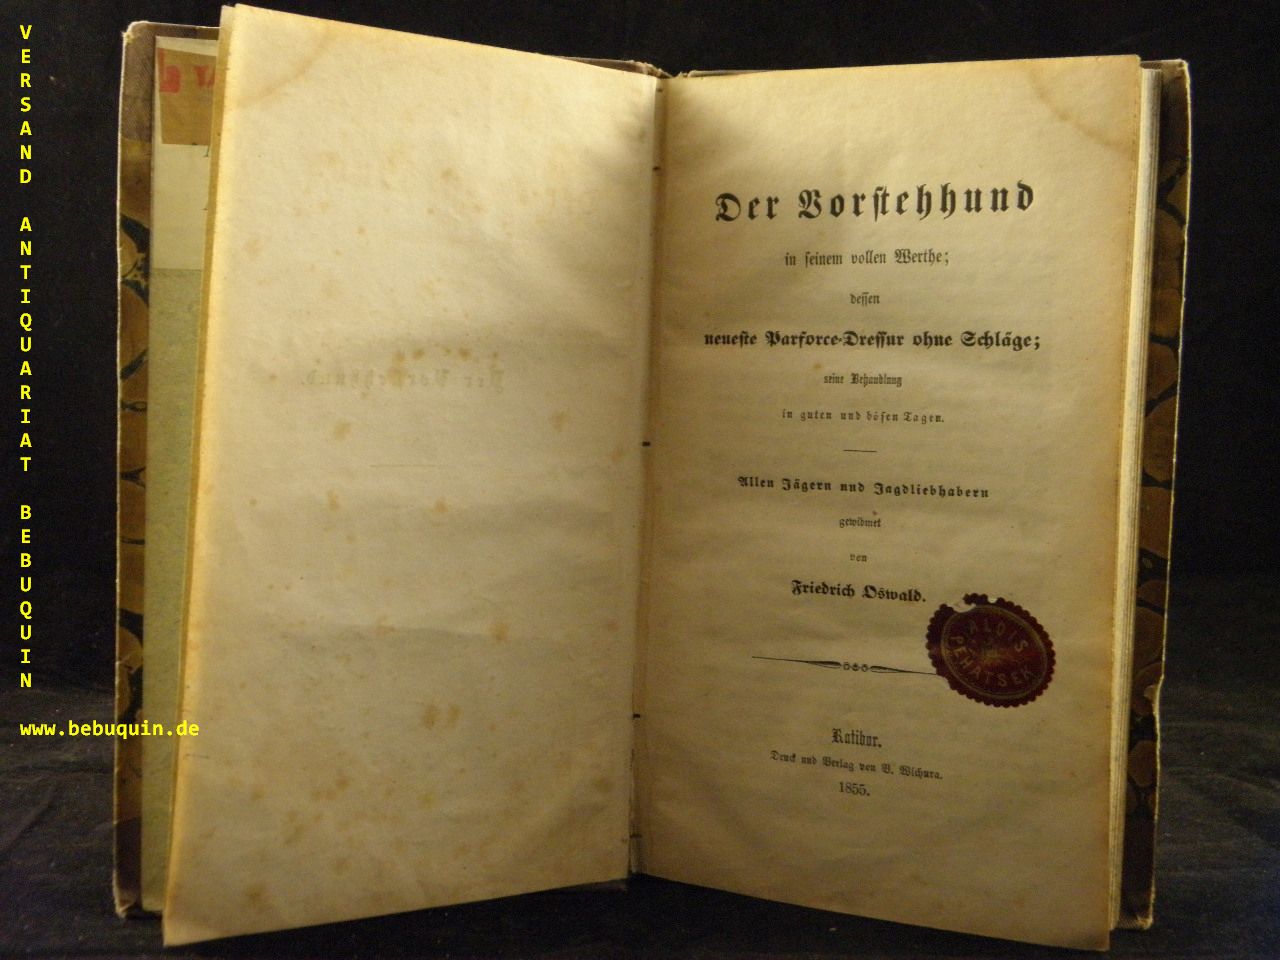 VERSAND ANTIQUARIAT BEBUQUIN
www.bebuquin.de
Der Vorſtehhund
in ſeinem vollen Werthe;
deſſen
neueſte Parforce-Dreſſur ohne Schläge;
seine Behandlung
in guten und böſen Tagen.
Allen Jägern und Jagdliebhabern
gewidmet
von
Friedrich Oswald.
ALOIS
PEHATSEK
Ratibor.
Druck und Verlag von V. Wichura.
1855.